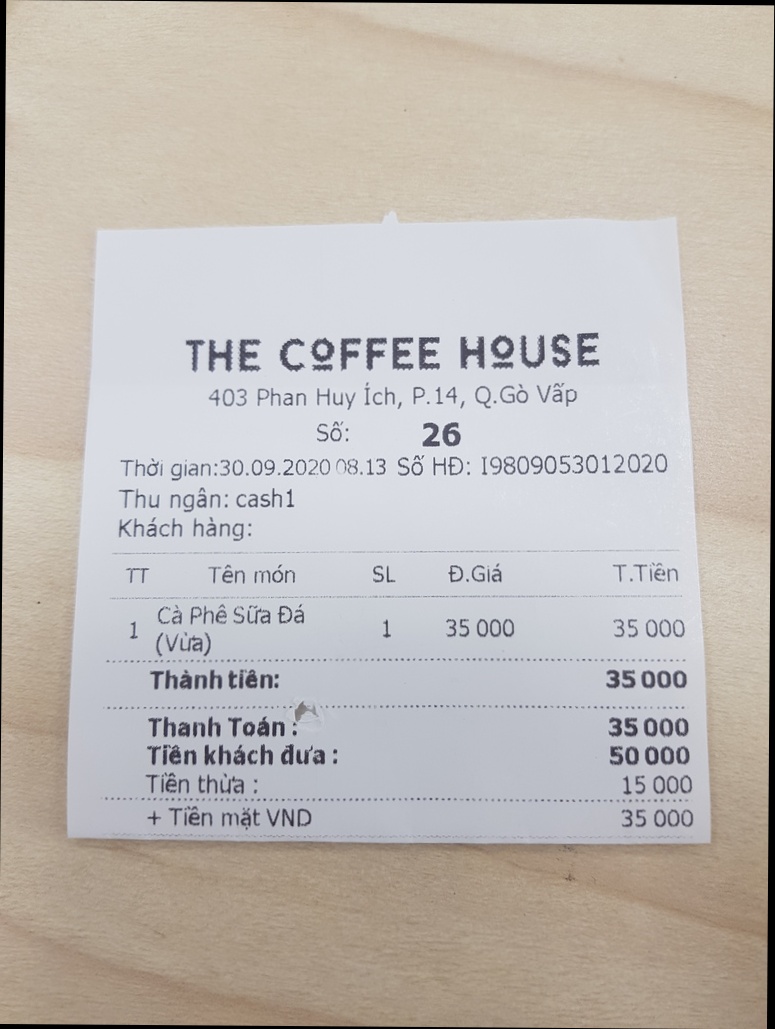 THE COFFEE HOUSE
403 Phan Huy Ích, P.14, Q.Gò Vấp
Số: 26
Thời gian:30.09.2020 08.13 Số HĐ: I9809053012020
Thu ngân: cash1
Khách hàng:
TT Tên món SL Đ.Giá T.Tiền
1 Cà Phê Sữa Đá (Vừa) 1 35 000 35 000
Thành tiền: 35 000
Thanh Toán : 35 000
Tiền khách đưa : 50 000
Tiền thừa : 15 000
+ Tiền mặt VND 35 000